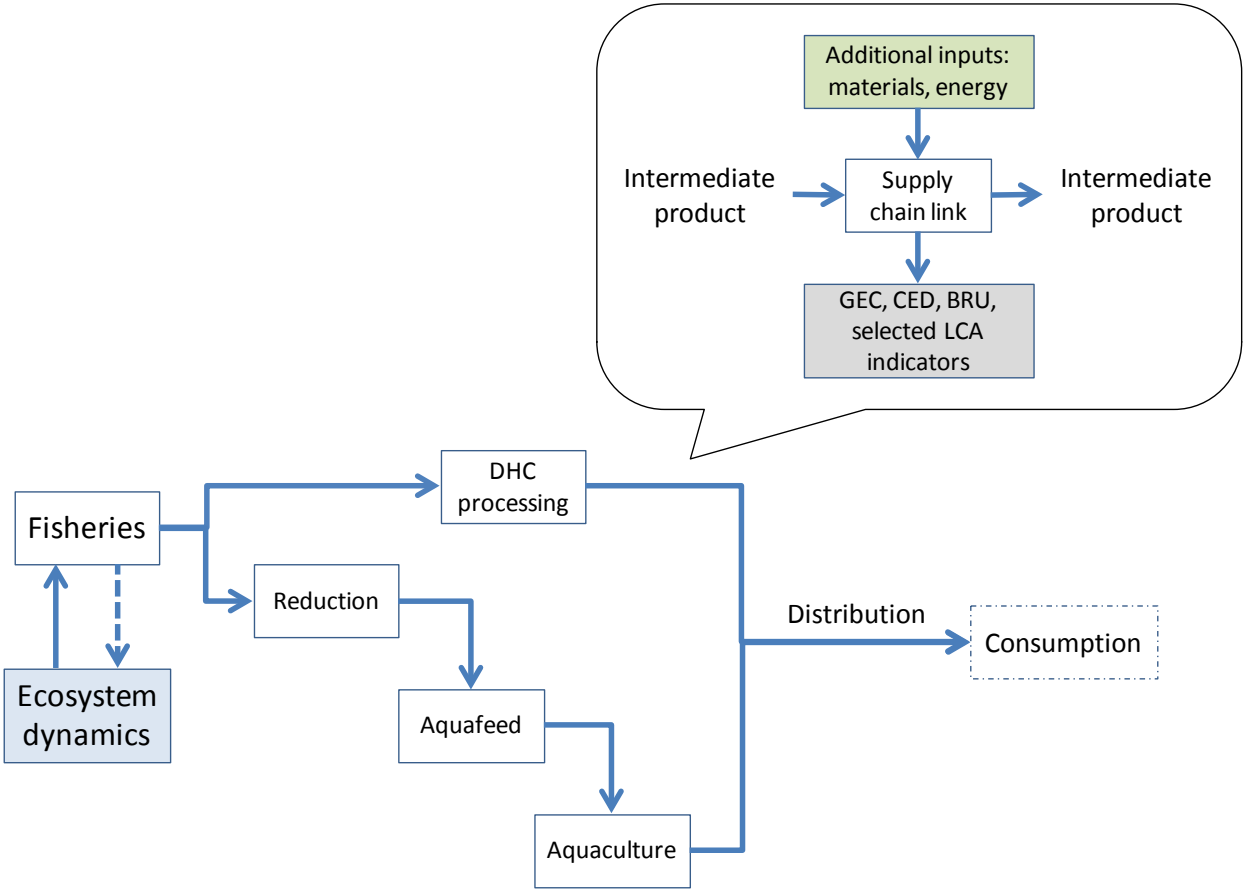 Additional inputs:
materials, energy
Intermediate
product
Supply
chain link
Intermediate
product
GEC, CED, BRU,
selected LCA
indicators
DHC
processing
Fisheries
Reduction
Distribution
Consumption
Ecosystem
dynamics
Aquafeed
Aquaculture